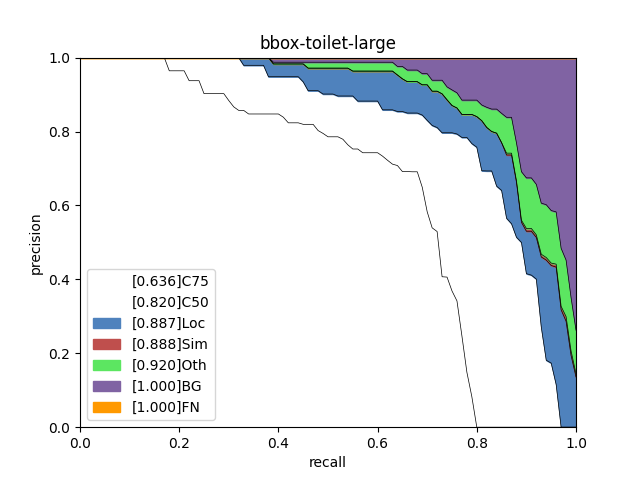 bbox-toilet-large
1.0
0.8
0.6
0.4
0.2
0.0
precision
[0.636]C75
[0.820]C50
[0.887]Loc
[0.888]Sim
[0.920]Oth
[1.000]BG
[1.000]FN
0.0 0.2 0.4 0.6 0.8 1.0
recall